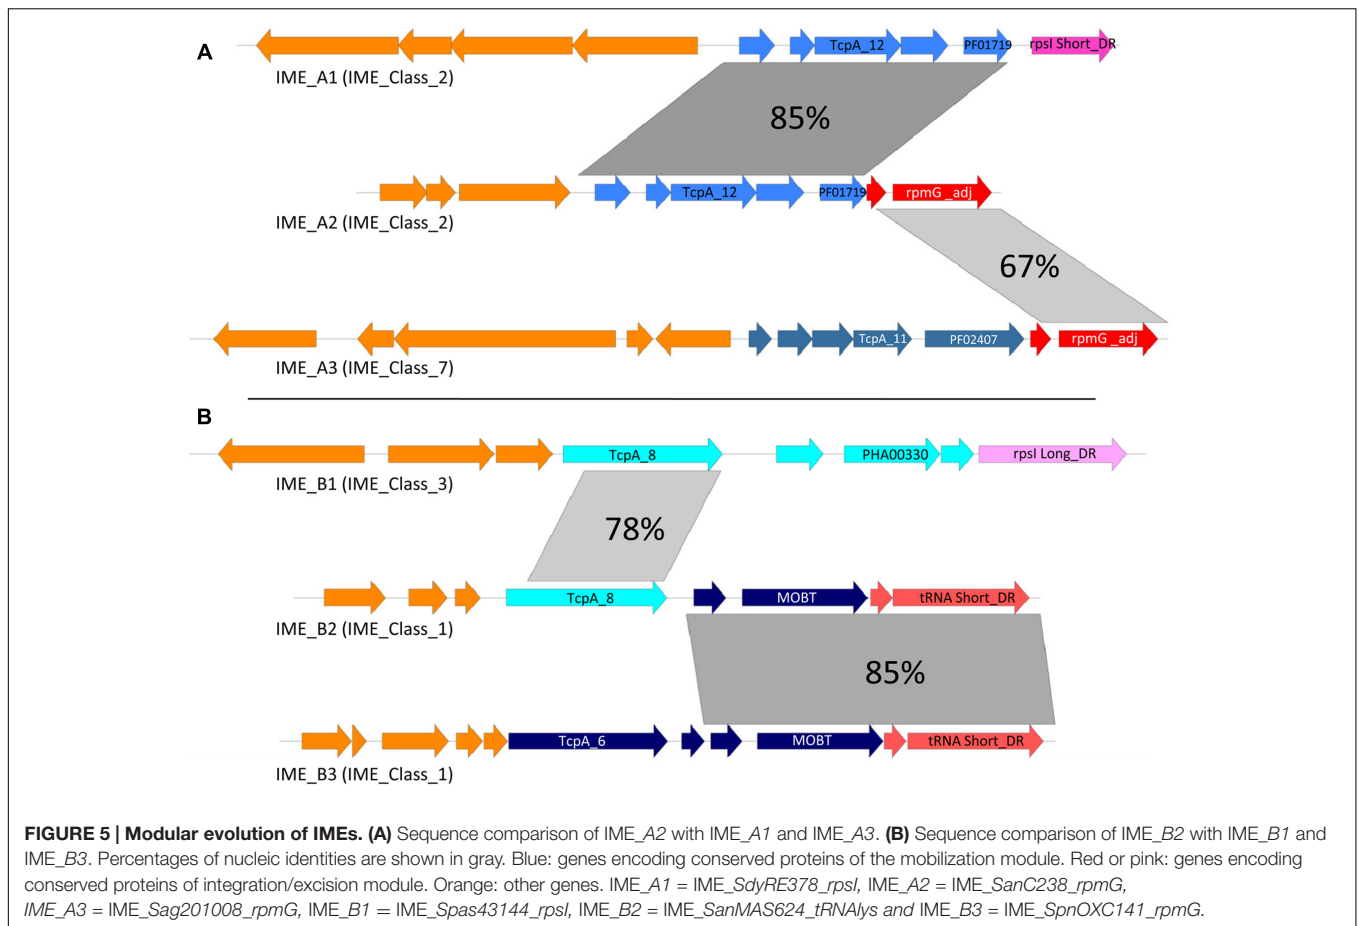 A
TcpA_12 PF01719 rpsI Short_DR
IME_A1 (IME_Class_2)
85%
TcpA_12 PF01719 rpmG _adj
IME_A2 (IME_Class_2)
67%
TcpA_11 PF02407 rpmG _adj
IME_A3 (IME_Class_7)
B
TcpA_8 PHA00330 rpsI Long_DR
IME_B1 (IME_Class_3)
78%
TcpA_8 MOBT tRNA Short_DR
IME_B2 (IME_Class_1)
85%
TcpA_6 MOBT tRNA Short_DR
IME_B3 (IME_Class_1)
FIGURE 5 | Modular evolution of IMEs. (A) Sequence comparison of IME_A2 with IME_A1 and IME_A3. (B) Sequence comparison of IME_B2 with IME_B1 and
IME_B3. Percentages of nucleic identities are shown in gray. Blue: genes encoding conserved proteins of the mobilization module. Red or pink: genes encoding
conserved proteins of integration/excision module. Orange: other genes. IME_A1 = IME_SdyRE378_rpsI, IME_A2 = IME_SanC238_rpmG,
IME_A3 = IME_Sag201008_rpmG, IME_B1 = IME_Spas43144_rpsI, IME_B2 = IME_SanMAS624_tRNAlys and IME_B3 = IME_SpnOXC141_rpmG.